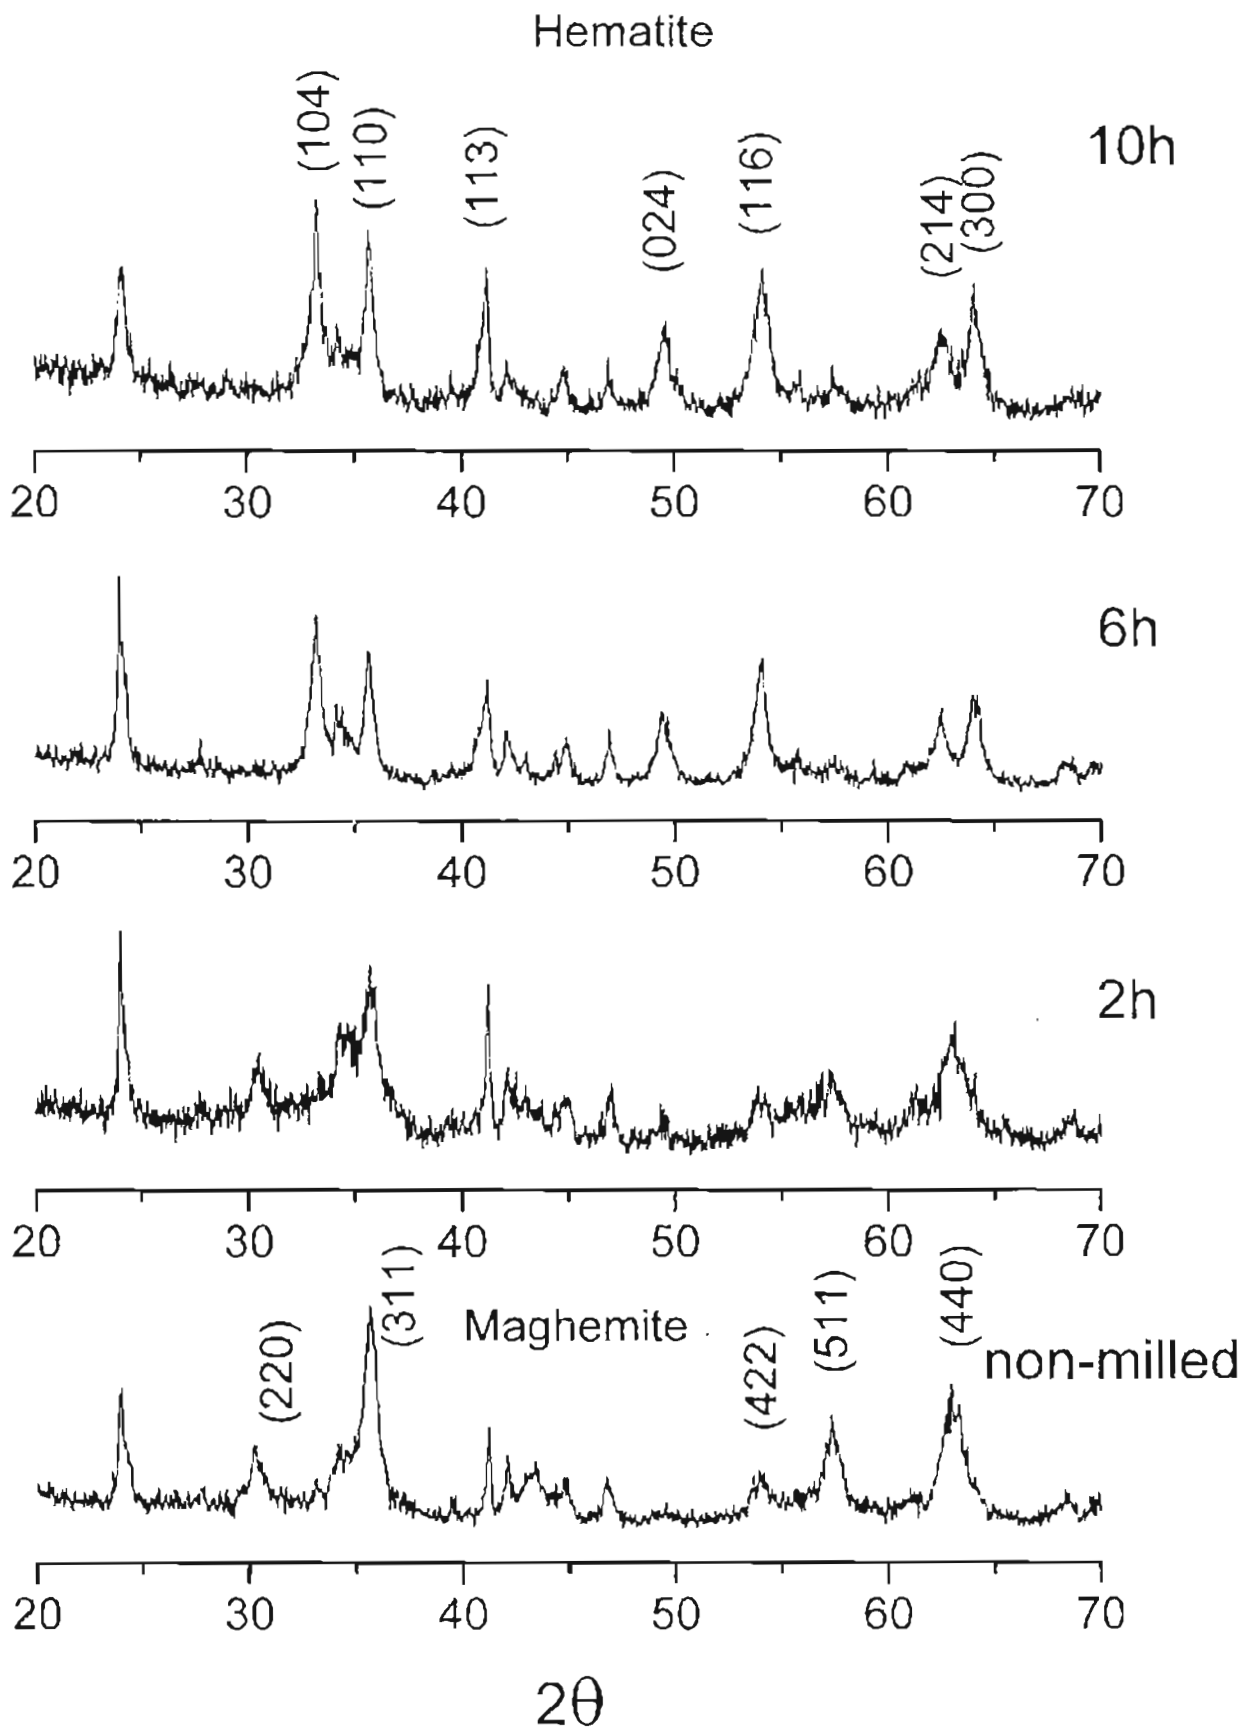 Hematite
(104)
(110)
(113)
(024)
(116)
(214)
(300)
10h
20 30 40 50 60 70
6h
20 30 40 50 60 70
2h
20 30 40 50 60 70
(220)
(311)
Maghemite
(422)
(511)
(440)
non-milled
20 30 40 50 60 70
2θ